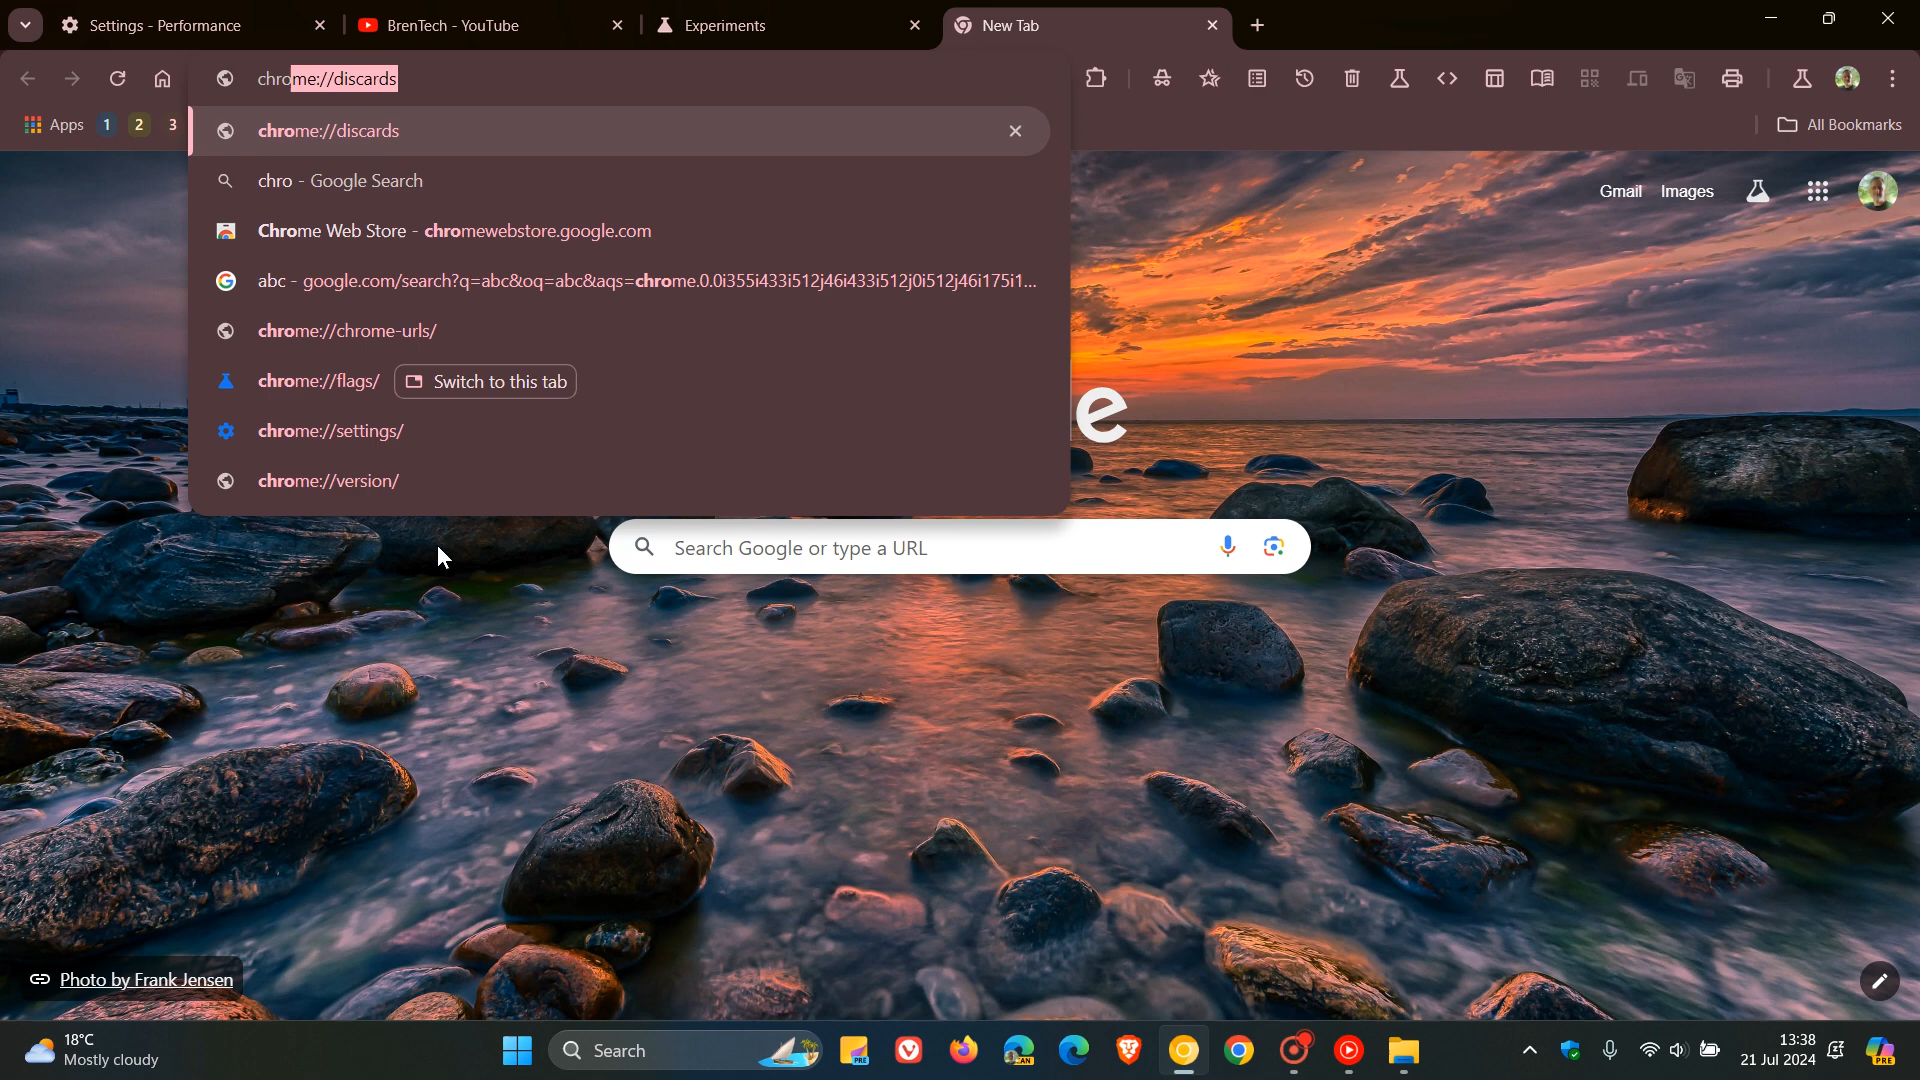 Settings - Performance
BrenTech - YouTube
Experiments
New Tab
chrome://discards
Apps 1 2 3
All Bookmarks
chrome://discards
chro - Google Search
Chrome Web Store - chromewebstore.google.com
abc - google.com/search?q=abc&oq=abc&aqs=chrome.0.0i355i433i512j46i433i512j0i512j46i175i1...
chrome://chrome-urls/
chrome://flags/ Switch to this tab
chrome://settings/
chrome://version/
Gmail Images
e
Search Google or type a URL
Photo by Frank Jensen
18°C
Mostly cloudy
Search
PRE
CAN
13:38
21 Jul 2024
PRE